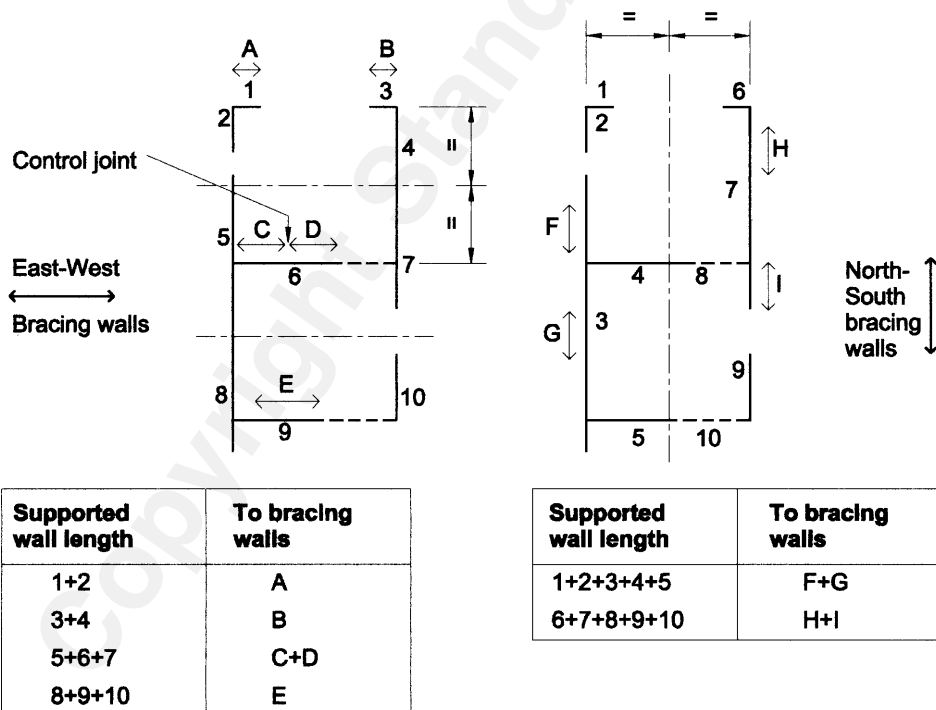 A
B
=
=
1
3
1
6
2
2
Control joint
4
=
H
7
5
C
D
=
F
East-West
6
7
4
8
I
North-
South
bracing
walls
Bracing walls
G
3
8
E
10
9
9
5
10
Supported wall length
To bracing walls
1+2
A
3+4
B
5+6+7
C+D
8+9+10
E
Supported wall length
To bracing walls
1+2+3+4+5
F+G
6+7+8+9+10
H+I
Copyright Stand